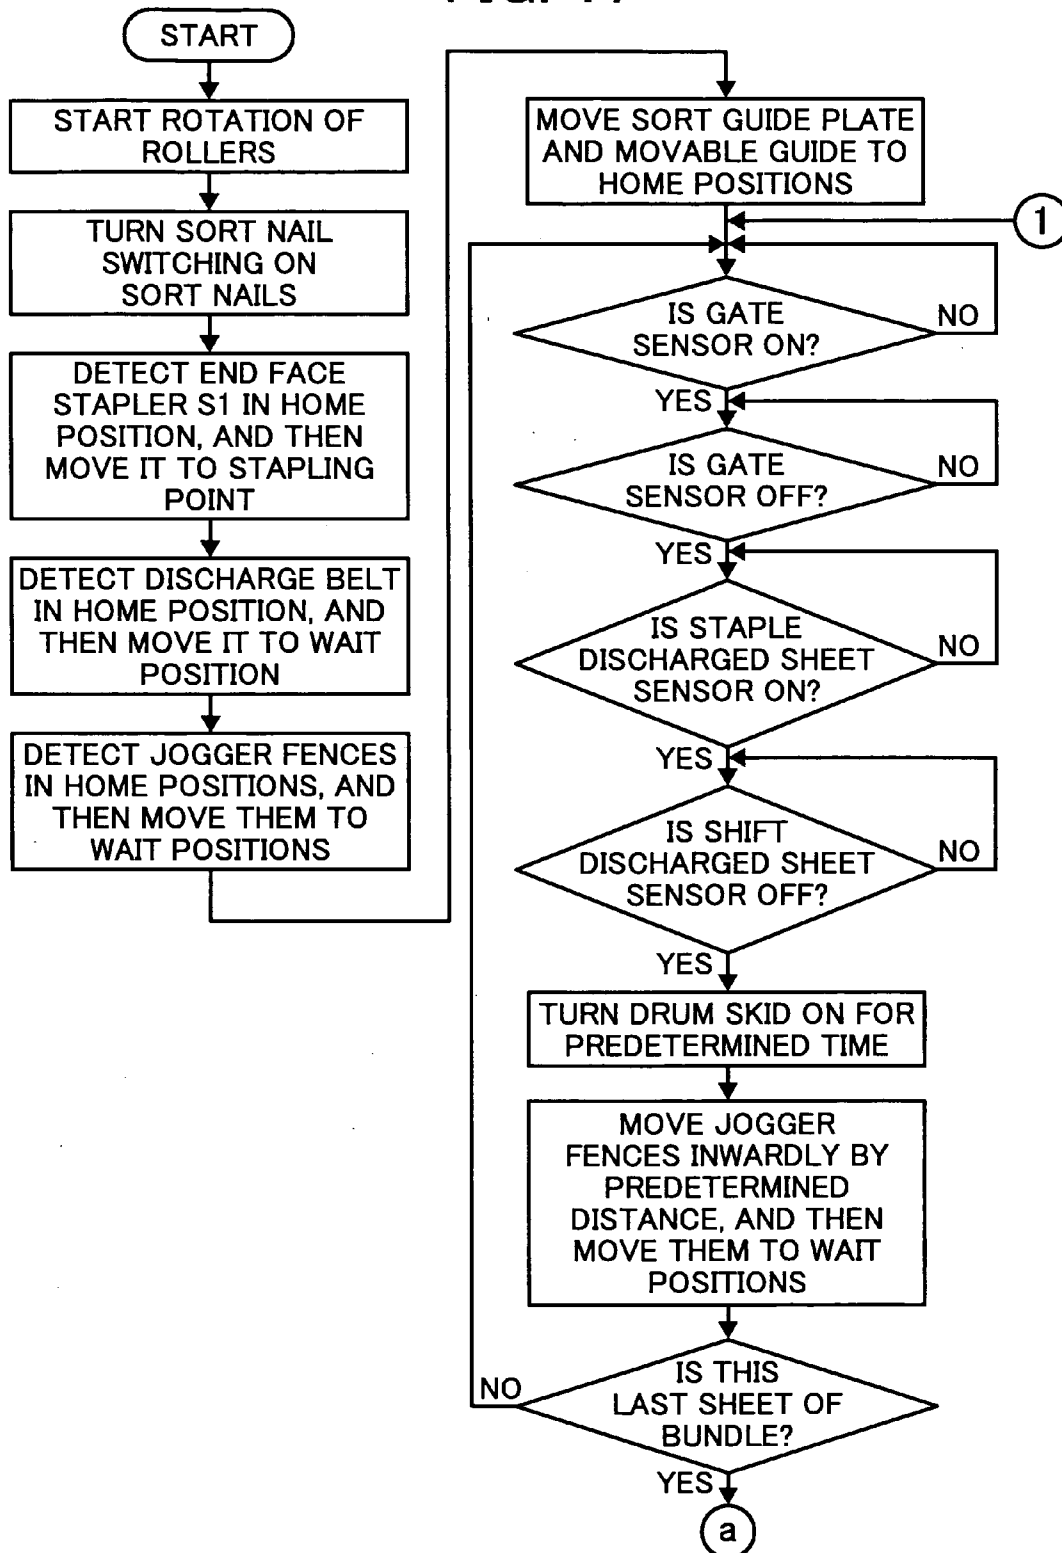 START
START ROTATION OF
ROLLERS
TURN SORT NAIL
SWITCHING ON
SORT NAILS
DETECT END FACE
STAPLER S1 IN HOME
POSITION, AND THEN
MOVE IT TO STAPLING
POINT
DETECT DISCHARGE BELT
IN HOME POSITION, AND
THEN MOVE IT TO WAIT
POSITION
DETECT JOGGER FENCES
IN HOME POSITIONS, AND
THEN MOVE THEM TO
WAIT POSITIONS
MOVE SORT GUIDE PLATE
AND MOVABLE GUIDE TO
HOME POSITIONS
1
IS GATE
SENSOR ON?
NO
YES
IS GATE
SENSOR OFF?
NO
YES
IS STAPLE
DISCHARGED SHEET
SENSOR ON?
NO
YES
IS SHIFT
DISCHARGED SHEET
SENSOR OFF?
NO
YES
TURN DRUM SKID ON FOR
PREDETERMINED TIME
MOVE JOGGER
FENCES INWARDLY BY
PREDETERMINED
DISTANCE, AND THEN
MOVE THEM TO WAIT
POSITIONS
IS THIS
LAST SHEET OF
BUNDLE?
NO
YES
a